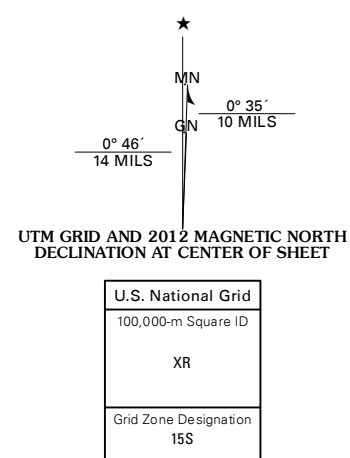 ★
MN
0° 35´
10 MILS
GN
0° 46´
14 MILS
UTM GRID AND 2012 MAGNETIC NORTH
DECLINATION AT CENTER OF SHEET
U.S. National Grid
100,000-m Square ID
XR
Grid Zone Designation
15S